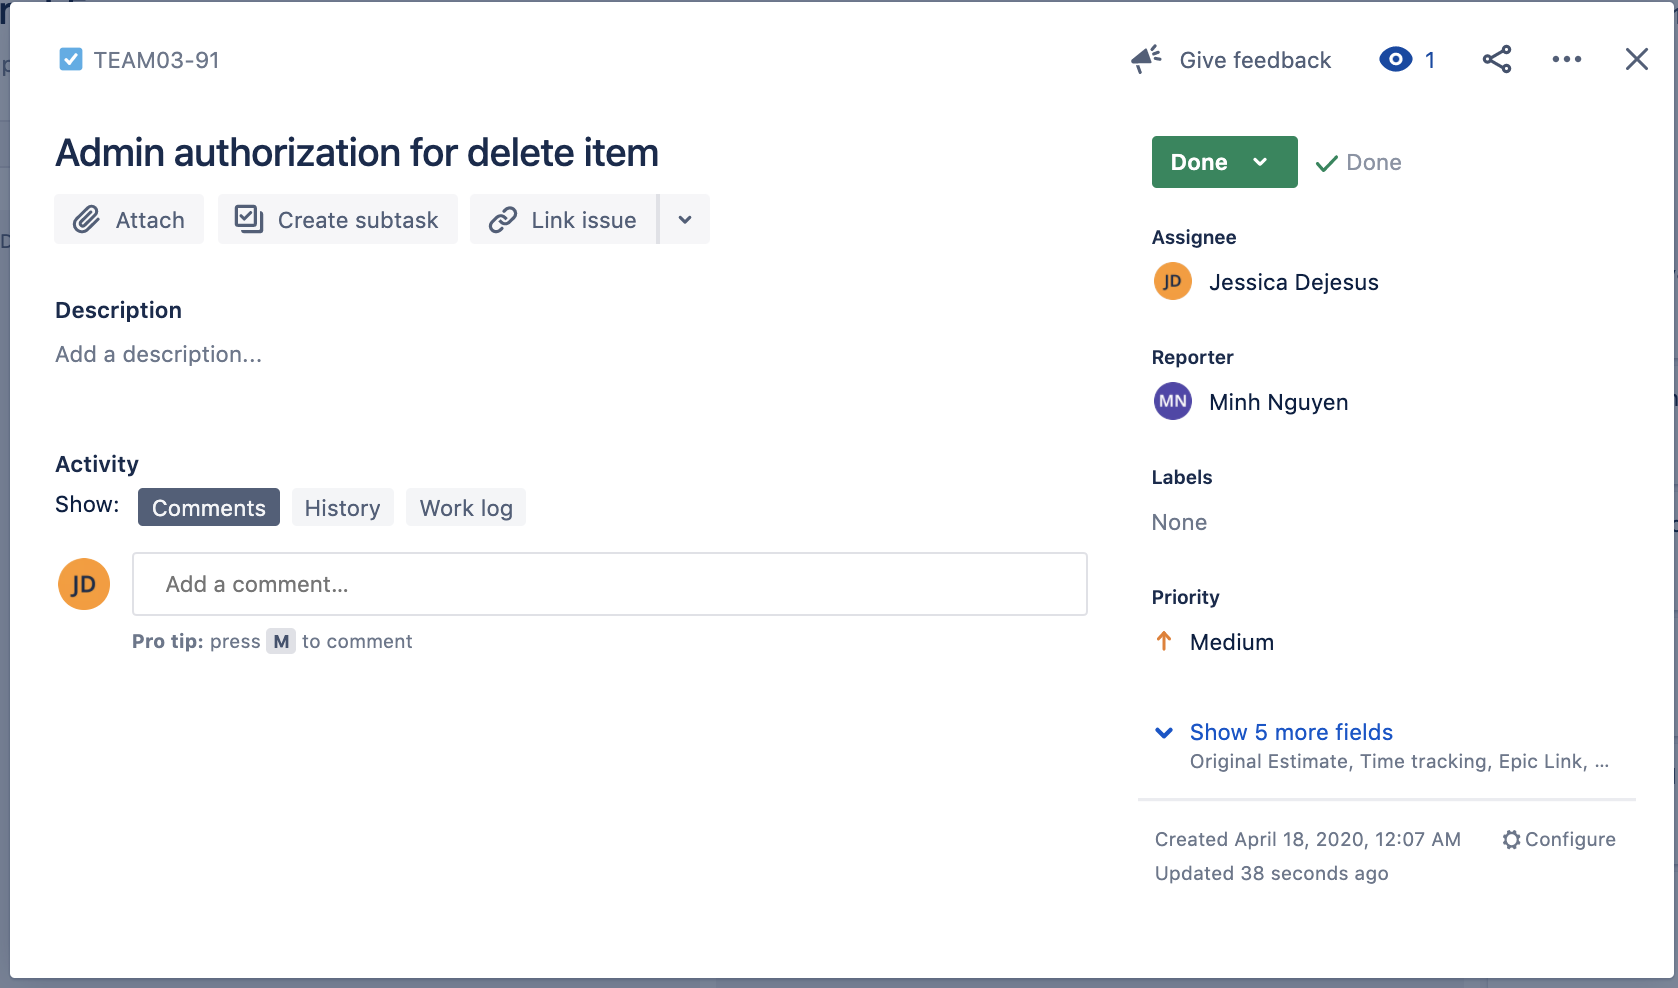 TEAM03-91
Give feedback
1
Admin authorization for delete item
Done
Done
Attach
Create subtask
Link issue
Assignee
JD
Jessica Dejesus
Description
Add a description...
Reporter
MN
Minh Nguyen
Activity
Show:
Comments
History
Work log
Labels
None
JD
Add a comment...
Pro tip: press M to comment
Priority
Medium
Show 5 more fields
Original Estimate, Time tracking, Epic Link, ...
Created April 18, 2020, 12:07 AM
Configure
Updated 38 seconds ago